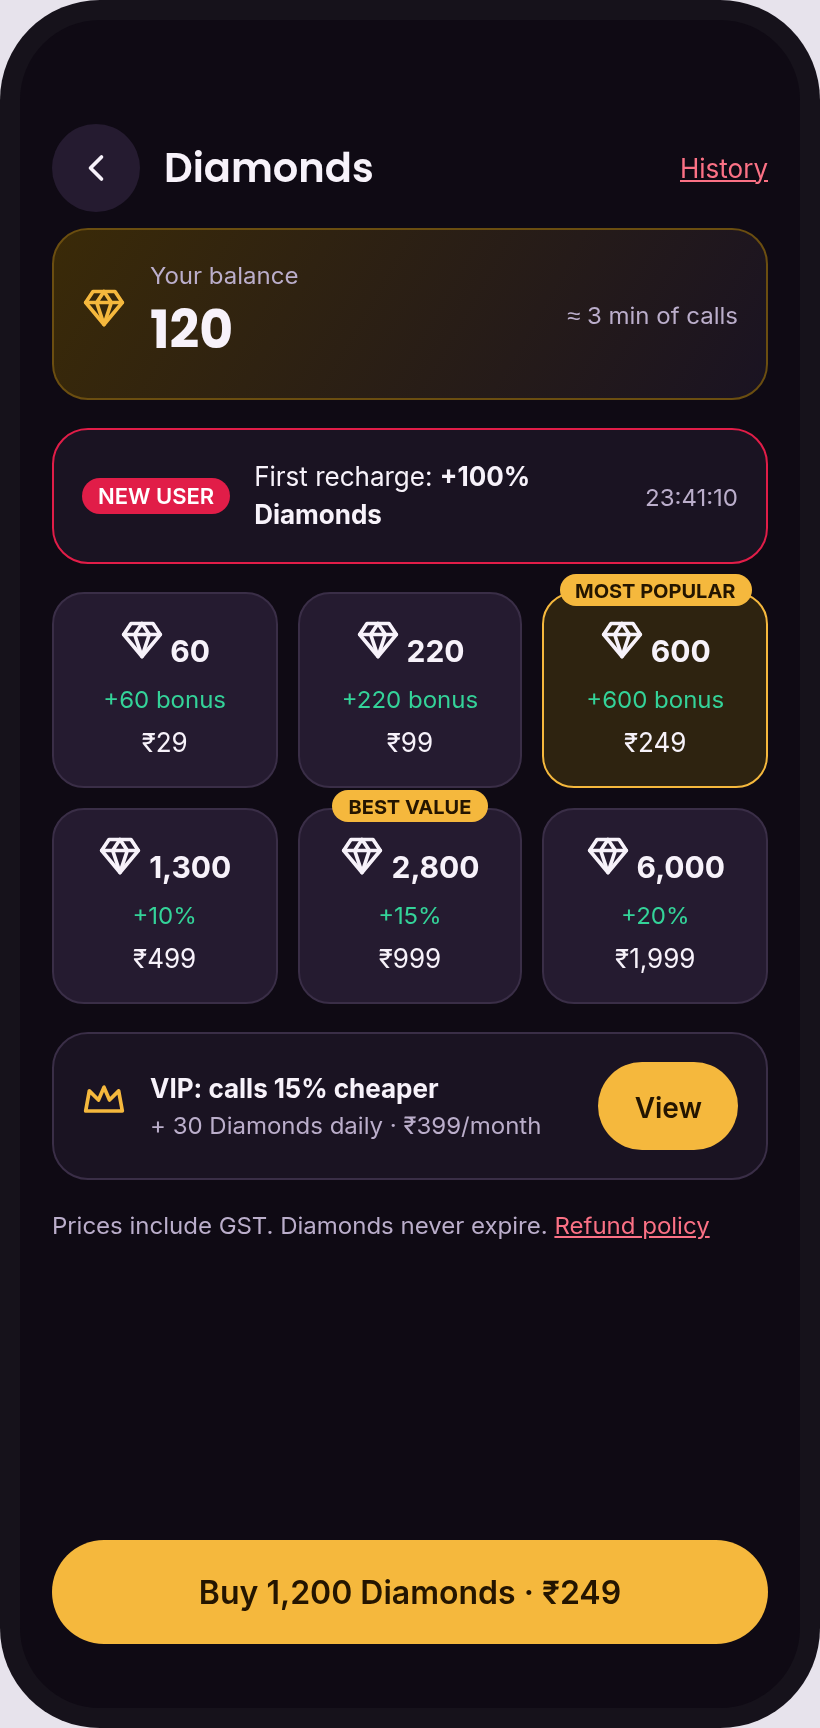 Diamonds
History
Your balance
120
≈ 3 min of calls
NEW USER
First recharge: +100%
Diamonds
23:41:10
MOST POPULAR
60
220
600
+60 bonus
+220 bonus
+600 bonus
₹29
₹99
₹249
BEST VALUE
1,300
2,800
6,000
+10%
+15%
+20%
₹499
₹999
₹1,999
VIP: calls 15% cheaper
+ 30 Diamonds daily · ₹399/month
View
Prices include GST. Diamonds never expire. Refund policy
Buy 1,200 Diamonds · ₹249